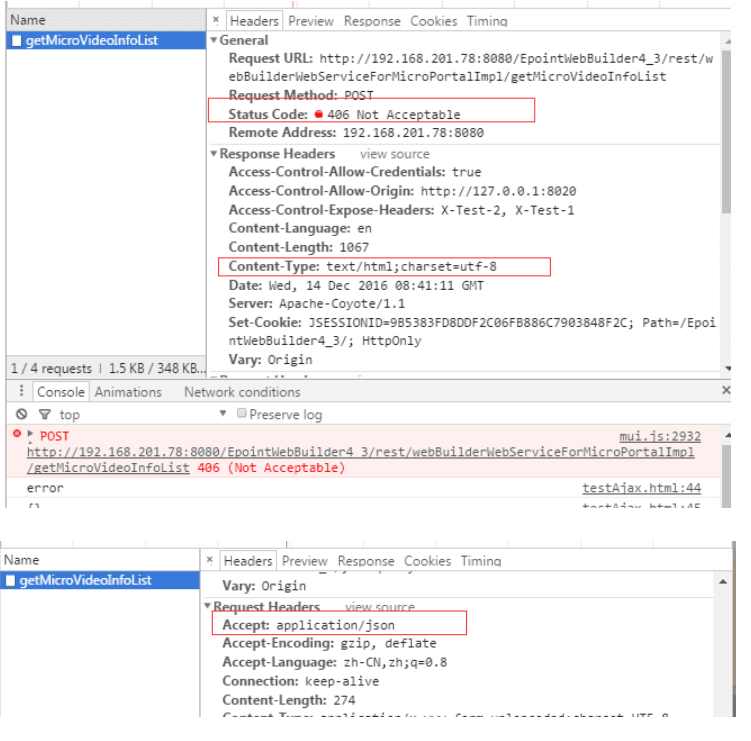 Name
× Headers Preview Response Cookies Timing
getMicroVideoInfoList
▼General
Request URL: http://192.168.201.78:8080/EpointWebBuilder4_3/rest/w
ebBuilderWebServiceForMicroPortalImpl/getMicroVideoInfoList
Request Method: POST
Status Code: 406 Not Acceptable
Remote Address: 192.168.201.78:8080
▼Response Headers view source
Access-Control-Allow-Credentials: true
Access-Control-Allow-Origin: http://127.0.0.1:8020
Access-Control-Expose-Headers: X-Test-2, X-Test-1
Content-Language: en
Content-Length: 1067
Content-Type: text/html;charset=utf-8
Date: Wed, 14 Dec 2016 08:41:11 GMT
Server: Apache-Coyote/1.1
Set-Cookie: JSESSIONID=9B5383FD8DDF2C06FB886C7903848F2C; Path=/Epoi
ntWebBuilder4_3/; HttpOnly
Vary: Origin
1 / 4 requests | 1.5 KB / 348 KB...
Console Animations Network conditions ×
top ▼ Preserve log
POST mui.js:2932
http://192.168.201.78:8080/EpointWebBuilder4_3/rest/webBuilderWebServiceForMicroPortalImpl
/getMicroVideoInfoList 406 (Not Acceptable)
error testAjax.html:44
{} testAjax.html:45
Name
× Headers Preview Response Cookies Timing
getMicroVideoInfoList
Vary: Origin
▼Request Headers view source
Accept: application/json
Accept-Encoding: gzip, deflate
Accept-Language: zh-CN,zh;q=0.8
Connection: keep-alive
Content-Length: 274